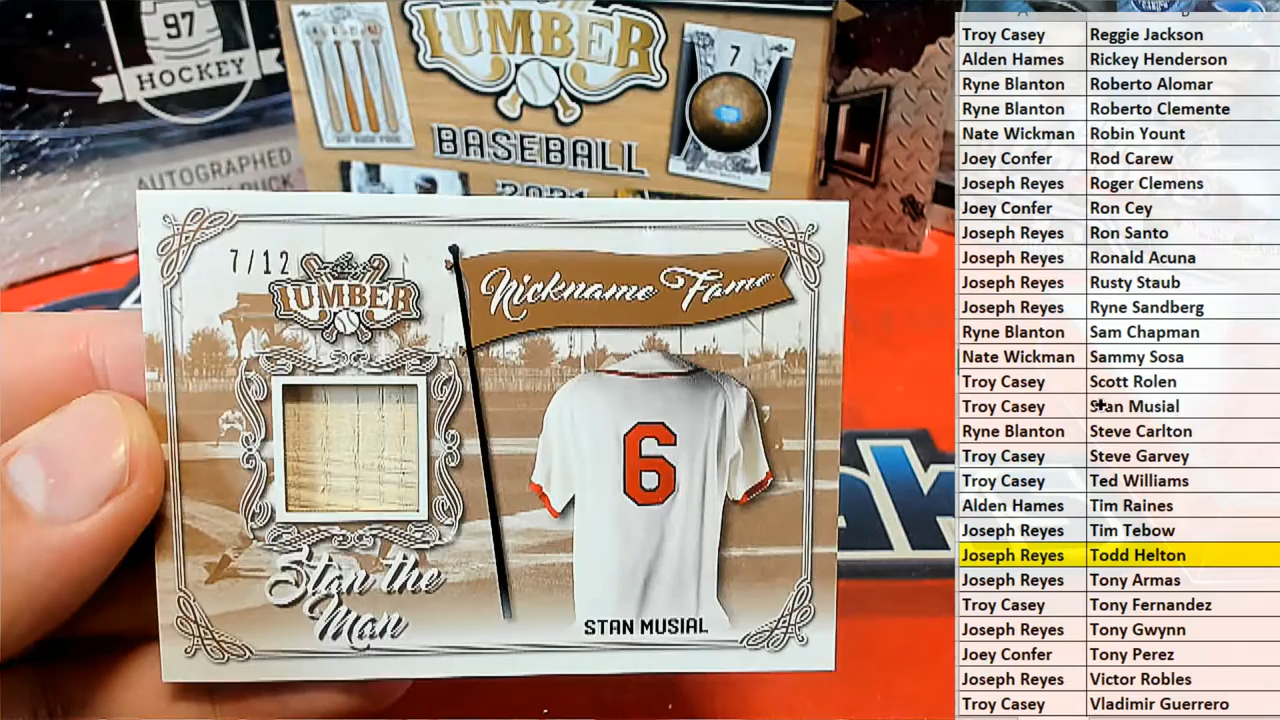 97
HOCKEY
AUTOGRAPHED
LUMBER
BASEBALL
2021
7
7/12
LUMBER
Nickname Fame
6
Stan the
Man
STAN MUSIAL
Troy Casey Reggie Jackson
Alden Hames Rickey Henderson
Ryne Blanton Roberto Alomar
Ryne Blanton Roberto Clemente
Nate Wickman Robin Yount
Joey Confer Rod Carew
Joseph Reyes Roger Clemens
Joey Confer Ron Cey
Joseph Reyes Ron Santo
Joseph Reyes Ronald Acuna
Joseph Reyes Rusty Staub
Joseph Reyes Ryne Sandberg
Ryne Blanton Sam Chapman
Nate Wickman Sammy Sosa
Troy Casey Scott Rolen
Troy Casey Stan Musial
Ryne Blanton Steve Carlton
Troy Casey Steve Garvey
Troy Casey Ted Williams
Alden Hames Tim Raines
Joseph Reyes Tim Tebow
Joseph Reyes Todd Helton
Joseph Reyes Tony Armas
Troy Casey Tony Fernandez
Joseph Reyes Tony Gwynn
Joey Confer Tony Perez
Joseph Reyes Victor Robles
Troy Casey Vladimir Guerrero